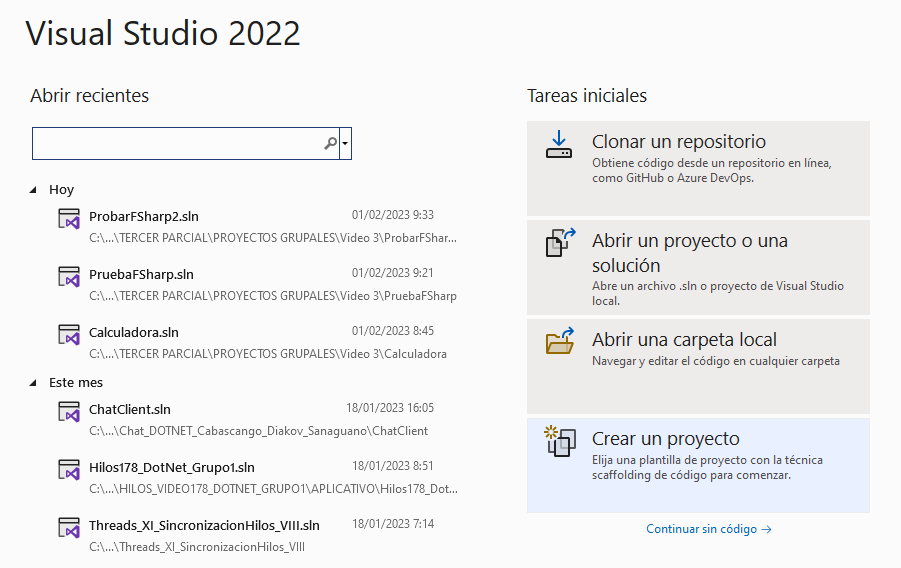 Visual Studio 2022
Abrir recientes
Hoy
ProbarFSharp2.sln 01/02/2023 9:33
C:\...\TERCER PARCIAL\PROYECTOS GRUPALES\Video 3\ProbarFShar...
PruebaFSharp.sln 01/02/2023 9:21
C:\...\TERCER PARCIAL\PROYECTOS GRUPALES\Video 3\PruebaFSharp
Calculadora.sln 01/02/2023 8:45
C:\...\TERCER PARCIAL\PROYECTOS GRUPALES\Video 3\Calculadora
Este mes
ChatClient.sln 18/01/2023 16:05
C:\...\Chat_DOTNET_Cabascango_Diakov_Sanaguano\ChatClient
Hilos178_DotNet_Grupo1.sln 18/01/2023 8:51
C:\...\HILOS_VIDEO178_DOTNET_GRUPO1\APLICATIVO\Hilos178_Dot...
Threads_XI_SincronizacionHilos_VIII.sln 18/01/2023 7:14
C:\...\Threads_XI_SincronizacionHilos_VIII
Tareas iniciales
Clonar un repositorio
Obtiene código desde un repositorio en línea,
como GitHub o Azure DevOps.
Abrir un proyecto o una
solución
Abre un archivo .sln o proyecto de Visual Studio
local.
Abrir una carpeta local
Navegar y editar el código en cualquier carpeta
Crear un proyecto
Elija una plantilla de proyecto con la técnica
scaffolding de código para comenzar.
Continuar sin código →